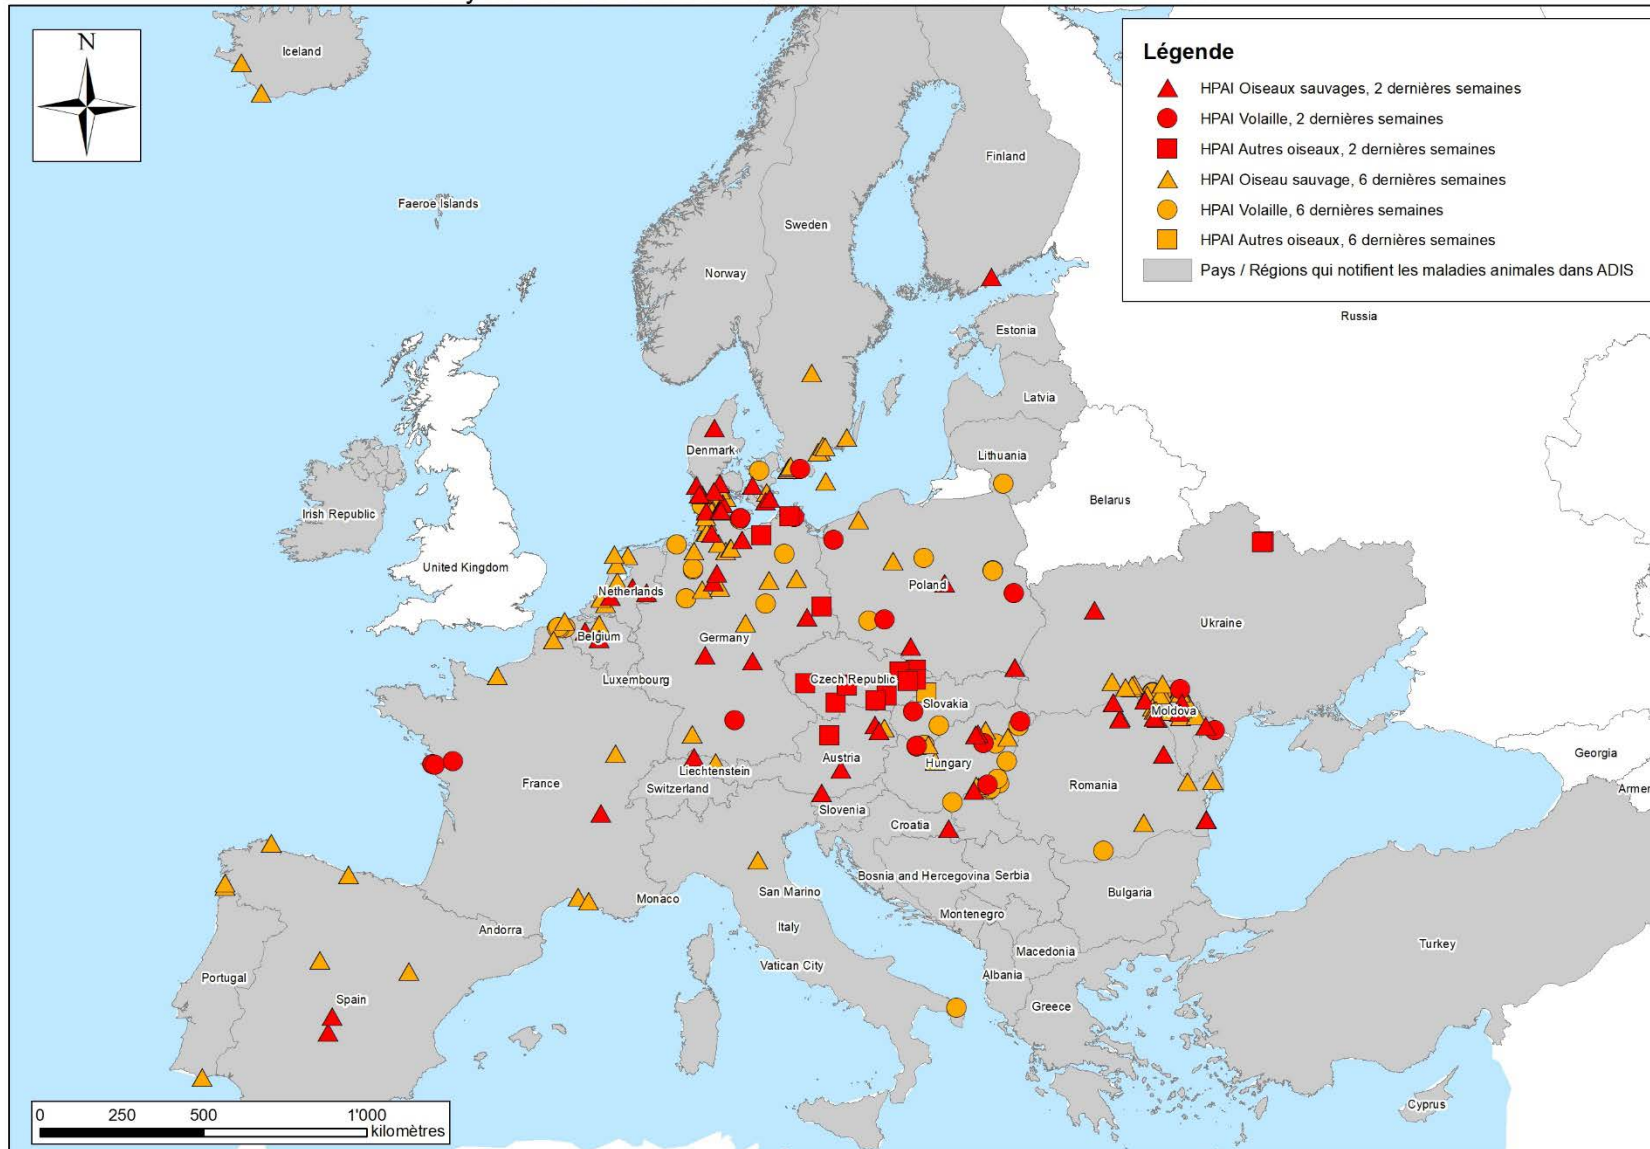 N
Légende
HPAI Oiseaux sauvages, 2 dernières semaines
HPAI Volaille, 2 dernières semaines
HPAI Autres oiseaux, 2 dernières semaines
HPAI Oiseau sauvage, 6 dernières semaines
HPAI Volaille, 6 dernières semaines
HPAI Autres oiseaux, 6 dernières semaines
Pays / Régions qui notifient les maladies animales dans ADIS
Iceland
Finland
Faeroe Islands
Sweden
Norway
Russia
Estonia
Latvia
Denmark
Lithuania
Belarus
Irish Republic
United Kingdom
Netherlands
Poland
Ukraine
Belgium
Germany
Luxembourg
Czech Republic
Slovakia
Moldova
Austria
Hungary
Georgia
Liechtenstein
Switzerland
France
Romania
Armen
Slovenia
Croatia
Bosnia and Hercegovina
Serbia
San Marino
Bulgaria
Monaco
Montenegro
Andorra
Italy
Macedonia
Turkey
Vatican City
Albania
Portugal
Spain
Greece
Cyprus
0 250 500 1'000
kilomètres